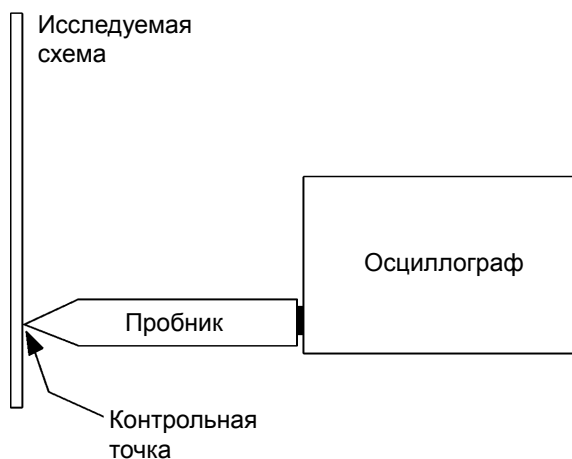 Исследуемая
схема
Осциллограф
Пробник
Контрольная
точка